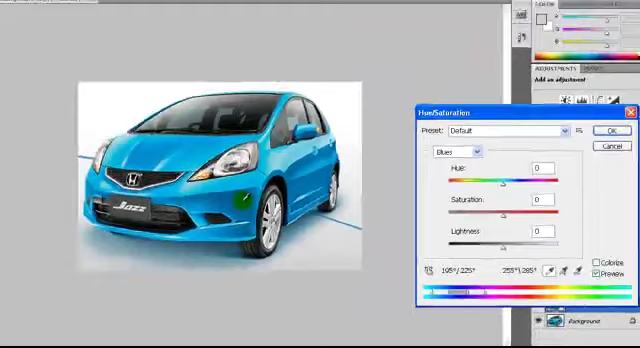 COLOR
ADJUSTMENTS
Add an adjustment
Hue/Saturation
Preset: Default
OK
Cancel
Blues
Hue: 0
Saturation: 0
Lightness: 0
195°/225° 255°\285°
Colorize
Preview
Jazz
Background